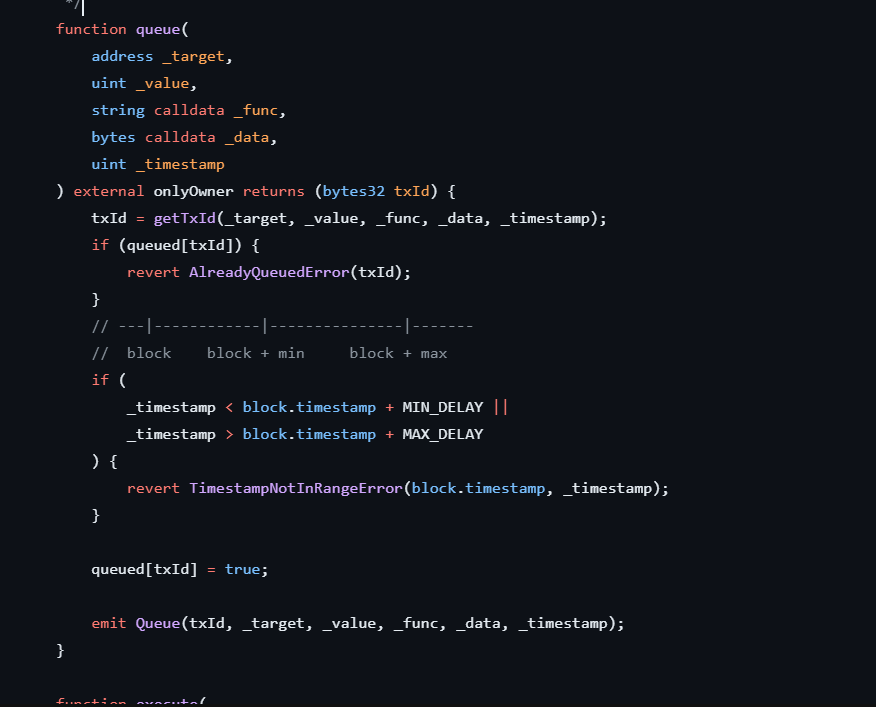 */
function queue(
address _target,
uint _value,
string calldata _func,
bytes calldata _data,
uint _timestamp
) external onlyOwner returns (bytes32 txId) {
txId = getTxId(_target, _value, _func, _data, _timestamp);
if (queued[txId]) {
revert AlreadyQueuedError(txId);
}
// ---|------------|---------------|-------
//  block    block + min     block + max
if (
_timestamp < block.timestamp + MIN_DELAY ||
_timestamp > block.timestamp + MAX_DELAY
) {
revert TimestampNotInRangeError(block.timestamp, _timestamp);
}
queued[txId] = true;
emit Queue(txId, _target, _value, _func, _data, _timestamp);
}
function execute(